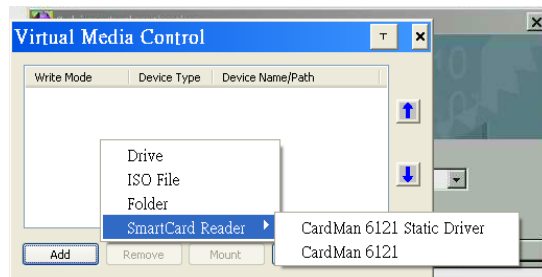 Virtual Media Control
T
Write Mode Device Type Device Name/Path
Drive
ISO File
Folder
SmartCard Reader
CardMan 6121 Static Driver
CardMan 6121
Add Remove Mount